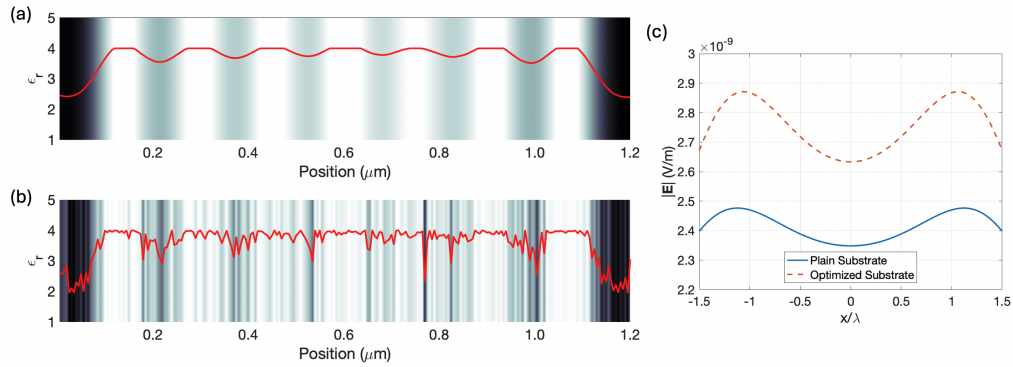 (a)
5
4
3
2
1
ϵr
0.2 0.4 0.6 0.8 1.0 1.2
Position (μm)
(b)
5
4
3
2
1
ϵr
0.2 0.4 0.6 0.8 1.0 1.2
Position (μm)
(c)
×10⁻⁹
3
2.9
2.8
2.7
2.6
2.5
2.4
2.3
2.2
|E| (V/m)
Plain Substrate
Optimized Substrate
-1.5 -1 -0.5 0 0.5 1 1.5
x/λ